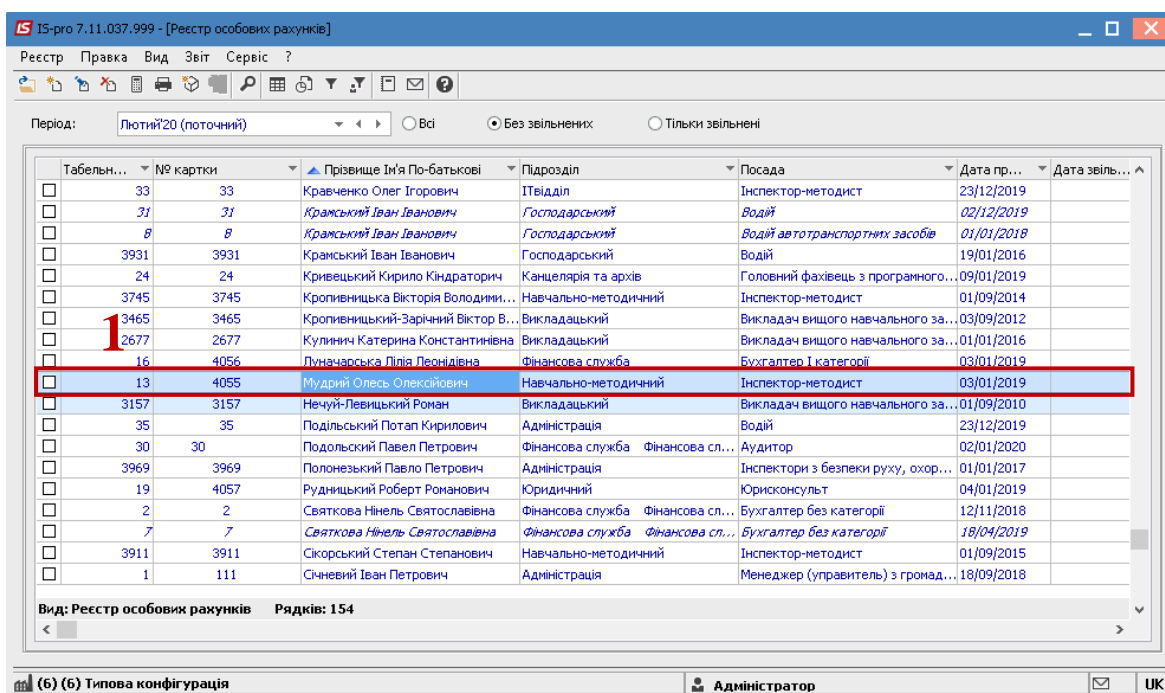 IS-pro 7.11.037.999 - [Реєстр особових рахунків]
Реєстр Правка Вид Звіт Сервіс ?
Період: Лютий'20 (поточний) Всі Без звільнених Тільки звільнені
Табельн... № картки Прізвище Ім'я По-батькові Підрозділ Посада Дата пр... Дата звіль...
33 33 Кравченко Олег Ігорович ІТвідділ Інспектор-методист 23/12/2019
31 31 Крамський Іван Іванович Господарський Водій 02/12/2019
8 8 Крамський Іван Іванович Господарський Водій автотранспортних засобів 01/01/2018
3931 3931 Крамський Іван Іванович Господарський Водій 19/01/2016
24 24 Кривецький Кирило Кіндраторич Канцелярія та архів Головний фахівець з програмного... 09/01/2019
3745 3745 Кропивницька Вікторія Володими... Навчально-методичний Інспектор-методист 01/09/2014
3465 3465 Кропивницький-Зарічний Віктор В... Викладацький Викладач вищого навчального за... 03/09/2012
1
2677 2677 Кулинич Катерина Константинівна Викладацький Викладач вищого навчального за... 01/01/2016
16 4056 Луначарська Лілія Леонідівна Фінансова служба Бухгалтер І категорії 03/01/2019
13 4055 Мудрий Олесь Олексійович Навчально-методичний Інспектор-методист 03/01/2019
3157 3157 Нечуй-Левицький Роман Викладацький Викладач вищого навчального за... 01/09/2010
35 35 Подільський Потап Кирилович Адміністрація Водій 23/12/2019
30 30 Подольский Павел Петрович Фінансова служба Фінансова сл... Аудитор 02/01/2020
3969 3969 Полонезький Павло Петрович Адміністрація Інспектори з безпеки руху, охор... 01/01/2017
19 4057 Рудницький Роберт Романович Юридичний Юрисконсульт 04/01/2019
2 2 Святкова Нінель Святославівна Фінансова служба Фінансова сл... Бухгалтер без категорії 12/11/2018
7 7 Святкова Нінель Святославівна Фінансова служба Фінансова сл... Бухгалтер без категорії 18/04/2019
3911 3911 Сікорський Степан Степанович Навчально-методичний Інспектор-методист 01/09/2015
1 111 Січневий Іван Петрович Адміністрація Менеджер (управитель) з громад... 18/09/2018
Вид: Реєстр особових рахунків Рядків: 154
(6) (6) Типова конфігурація Адміністратор UK